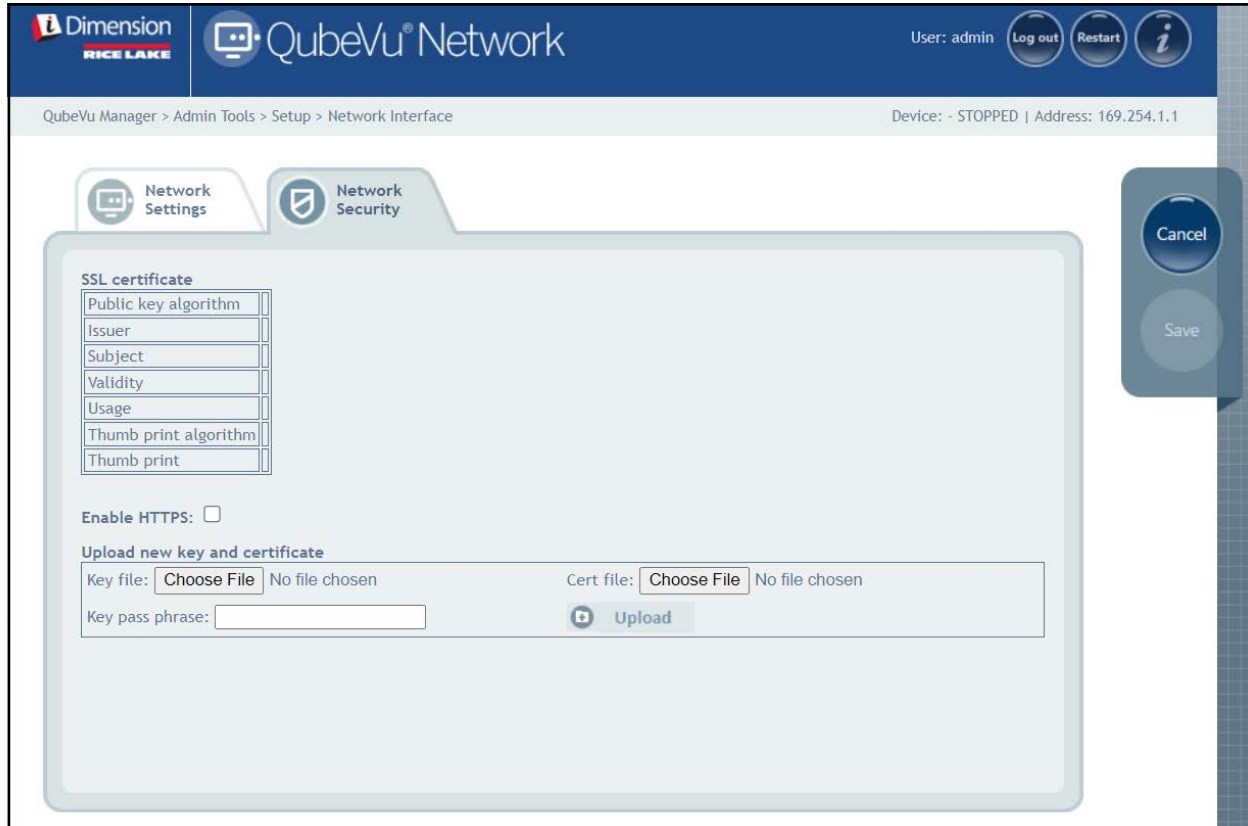 iDimension
RICE LAKE
QubeVu® Network
User: admin
Log out
Restart
i
QubeVu Manager > Admin Tools > Setup > Network Interface
Device: - STOPPED | Address: 169.254.1.1
Network
Settings
Network
Security
Cancel
Save
SSL certificate
Public key algorithm
Issuer
Subject
Validity
Usage
Thumb print algorithm
Thumb print
Enable HTTPS:
Upload new key and certificate
Key file: Choose File No file chosen
Cert file: Choose File No file chosen
Key pass phrase:
Upload